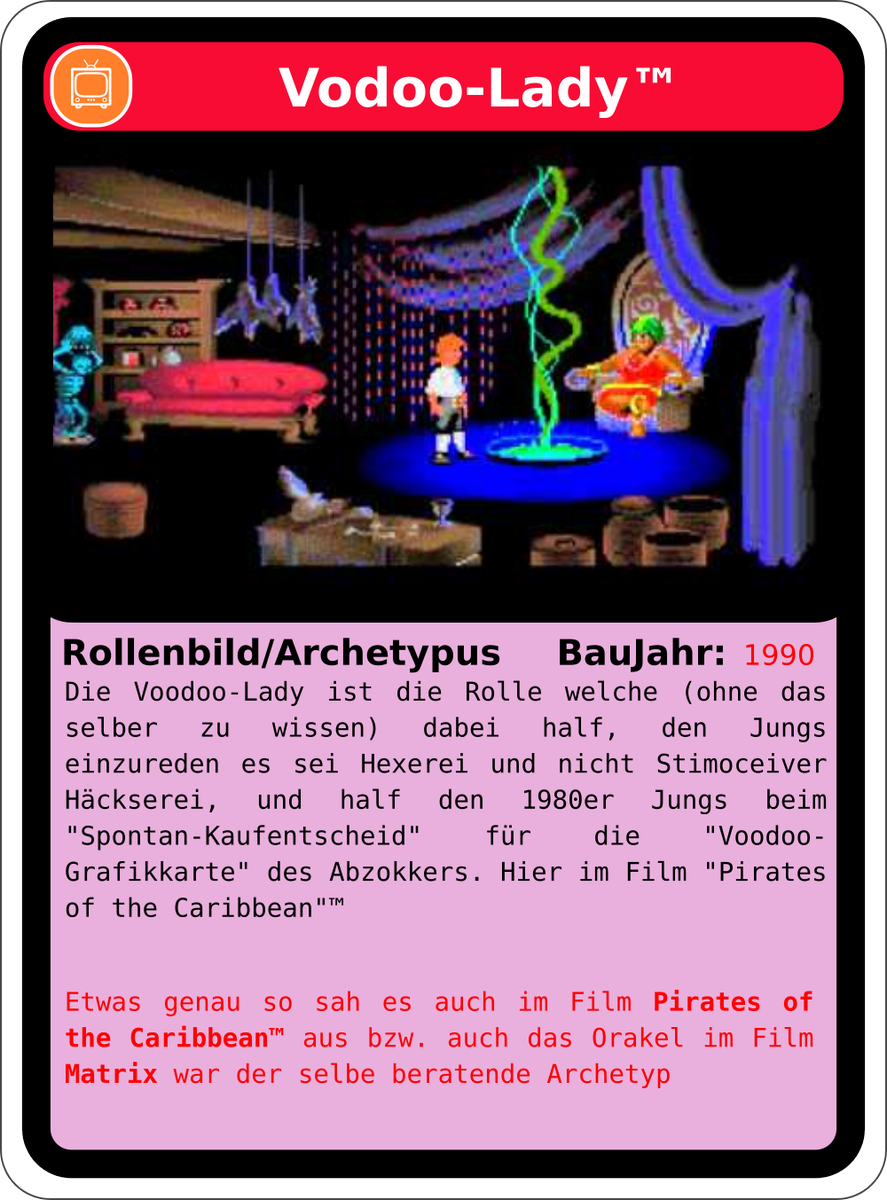 Vodoo-Lady™
Rollenbild/Archetypus BauJahr: 1990
Die Voodoo-Lady ist die Rolle welche (ohne das
selber zu wissen) dabei half, den Jungs
einzureden es sei Hexerei und nicht Stimoceiver
Häckserei, und half den 1980er Jungs beim
"Spontan-Kaufentscheid" für die "Voodoo-
Grafikkarte" des Abzokkers. Hier im Film "Pirates
of the Caribbean"™
Etwas genau so sah es auch im Film Pirates of
the Caribbean™ aus bzw. auch das Orakel im Film
Matrix war der selbe beratende Archetyp